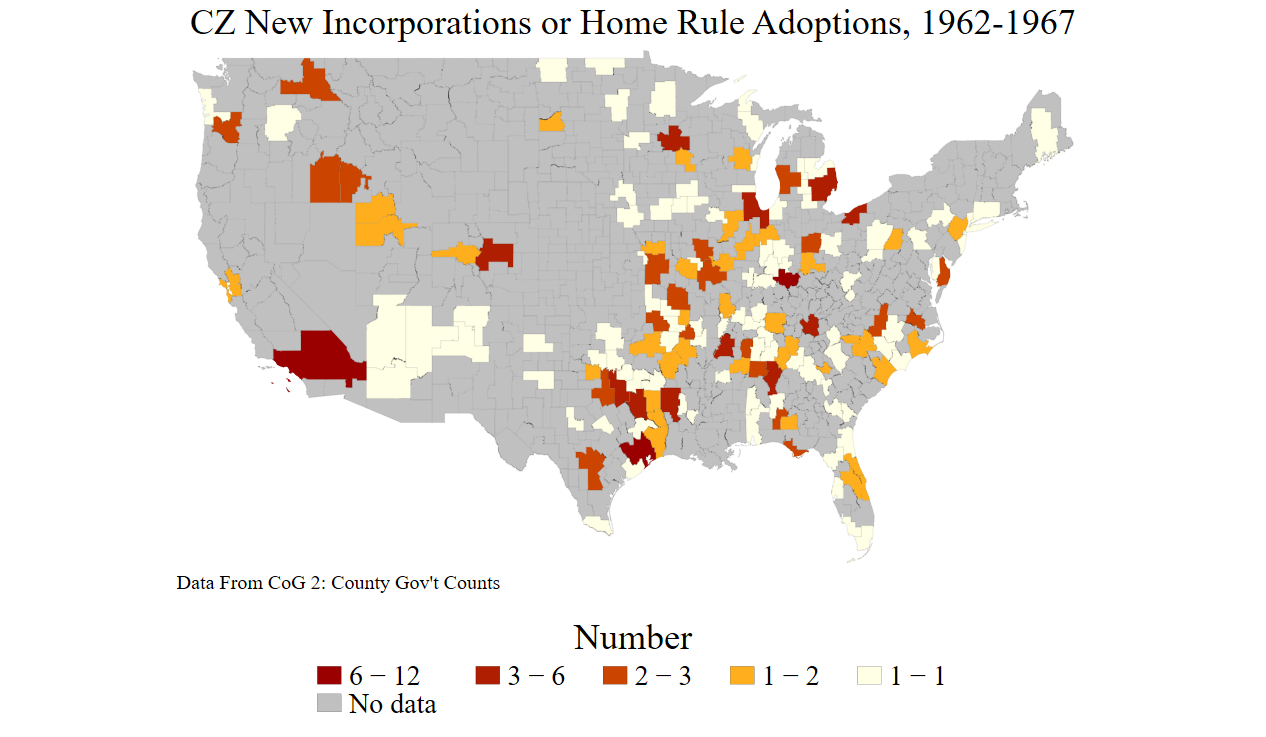 CZ New Incorporations or Home Rule Adoptions, 1962-1967
Data From CoG 2: County Gov't Counts
Number
6 − 12 3 − 6 2 − 3 1 − 2 1 − 1
No data